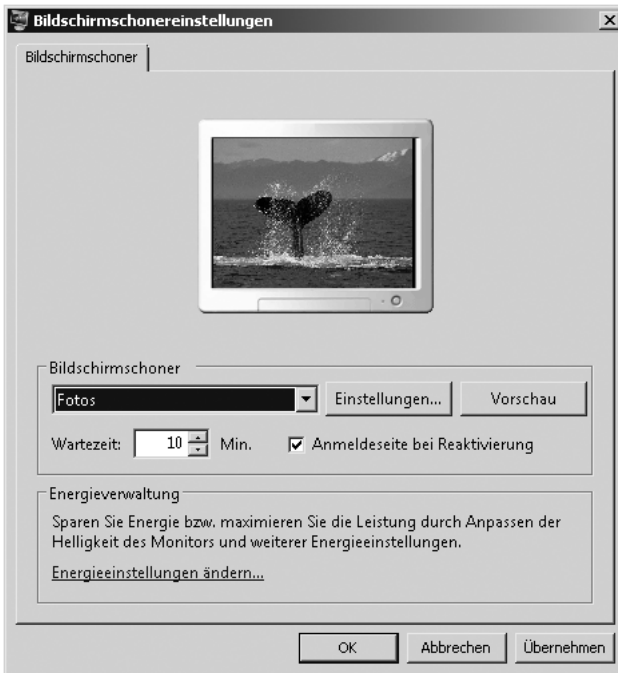 Bildschirmschonereinstellungen
Bildschirmschoner
Bildschirmschoner
Fotos
Einstellungen...
Vorschau
Wartezeit: 10 Min. Anmeldeseite bei Reaktivierung
Energieverwaltung
Sparen Sie Energie bzw. maximieren Sie die Leistung durch Anpassen der
Helligkeit des Monitors und weiterer Energieeinstellungen.
Energieeinstellungen ändern...
OK
Abbrechen
Übernehmen